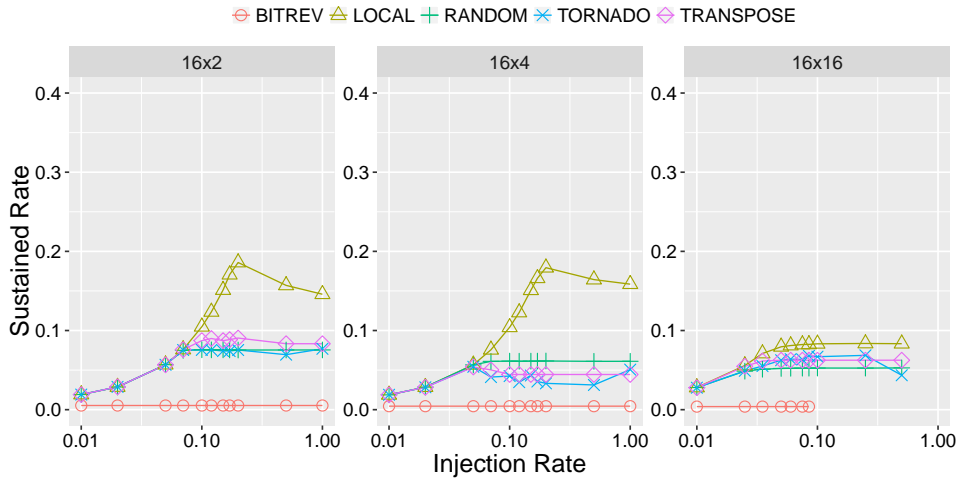 BITREV LOCAL RANDOM TORNADO TRANSPOSE
16x2 16x4 16x16
Sustained Rate
0.4 0.4 0.4
0.3 0.3 0.3
0.2 0.2 0.2
0.1 0.1 0.1
0.0 0.0 0.0
0.01 0.10 1.00 0.01 0.10 1.00 0.01 0.10 1.00
Injection Rate